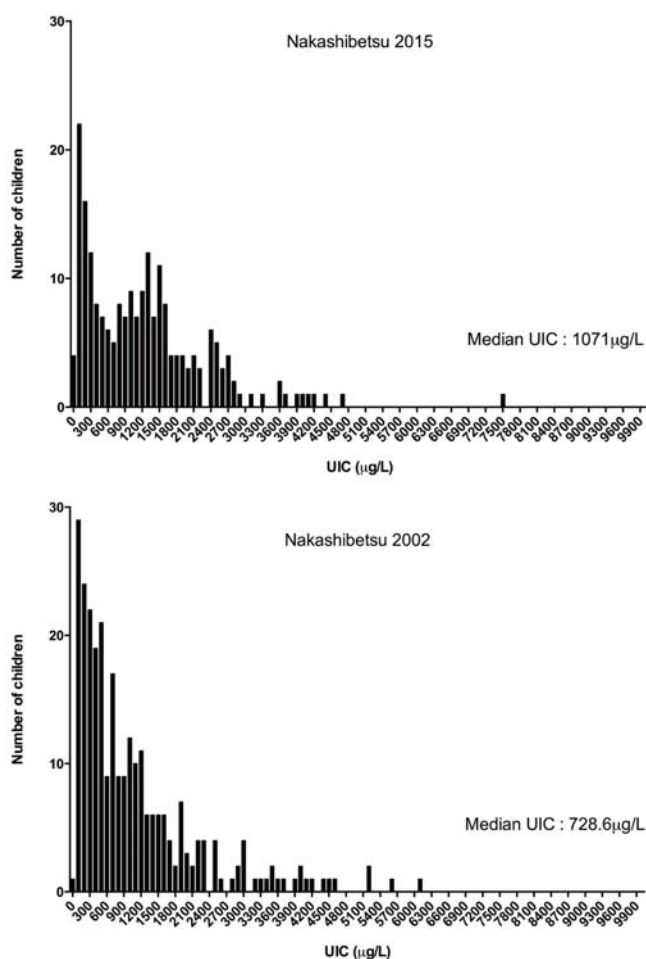 Nakashibetsu 2015
30
20
10
0
Number of children
Median UIC : 1071μg/L
0 300 600 900 1200 1500 1800 2100 2400 2700 3000 3300 3600 3900 4200 4500 4800 5100 5400 5700 6000 6300 6600 6900 7200 7500 7800 8100 8400 8700 9000 9300 9600 9900
UIC (μg/L)
Nakashibetsu 2002
30
20
10
0
Number of children
Median UIC : 728.6μg/L
0 300 600 900 1200 1500 1800 2100 2400 2700 3000 3300 3600 3900 4200 4500 4800 5100 5400 5700 6000 6300 6600 6900 7200 7500 7800 8100 8400 8700 9000 9300 9600 9900
UIC (μg/L)